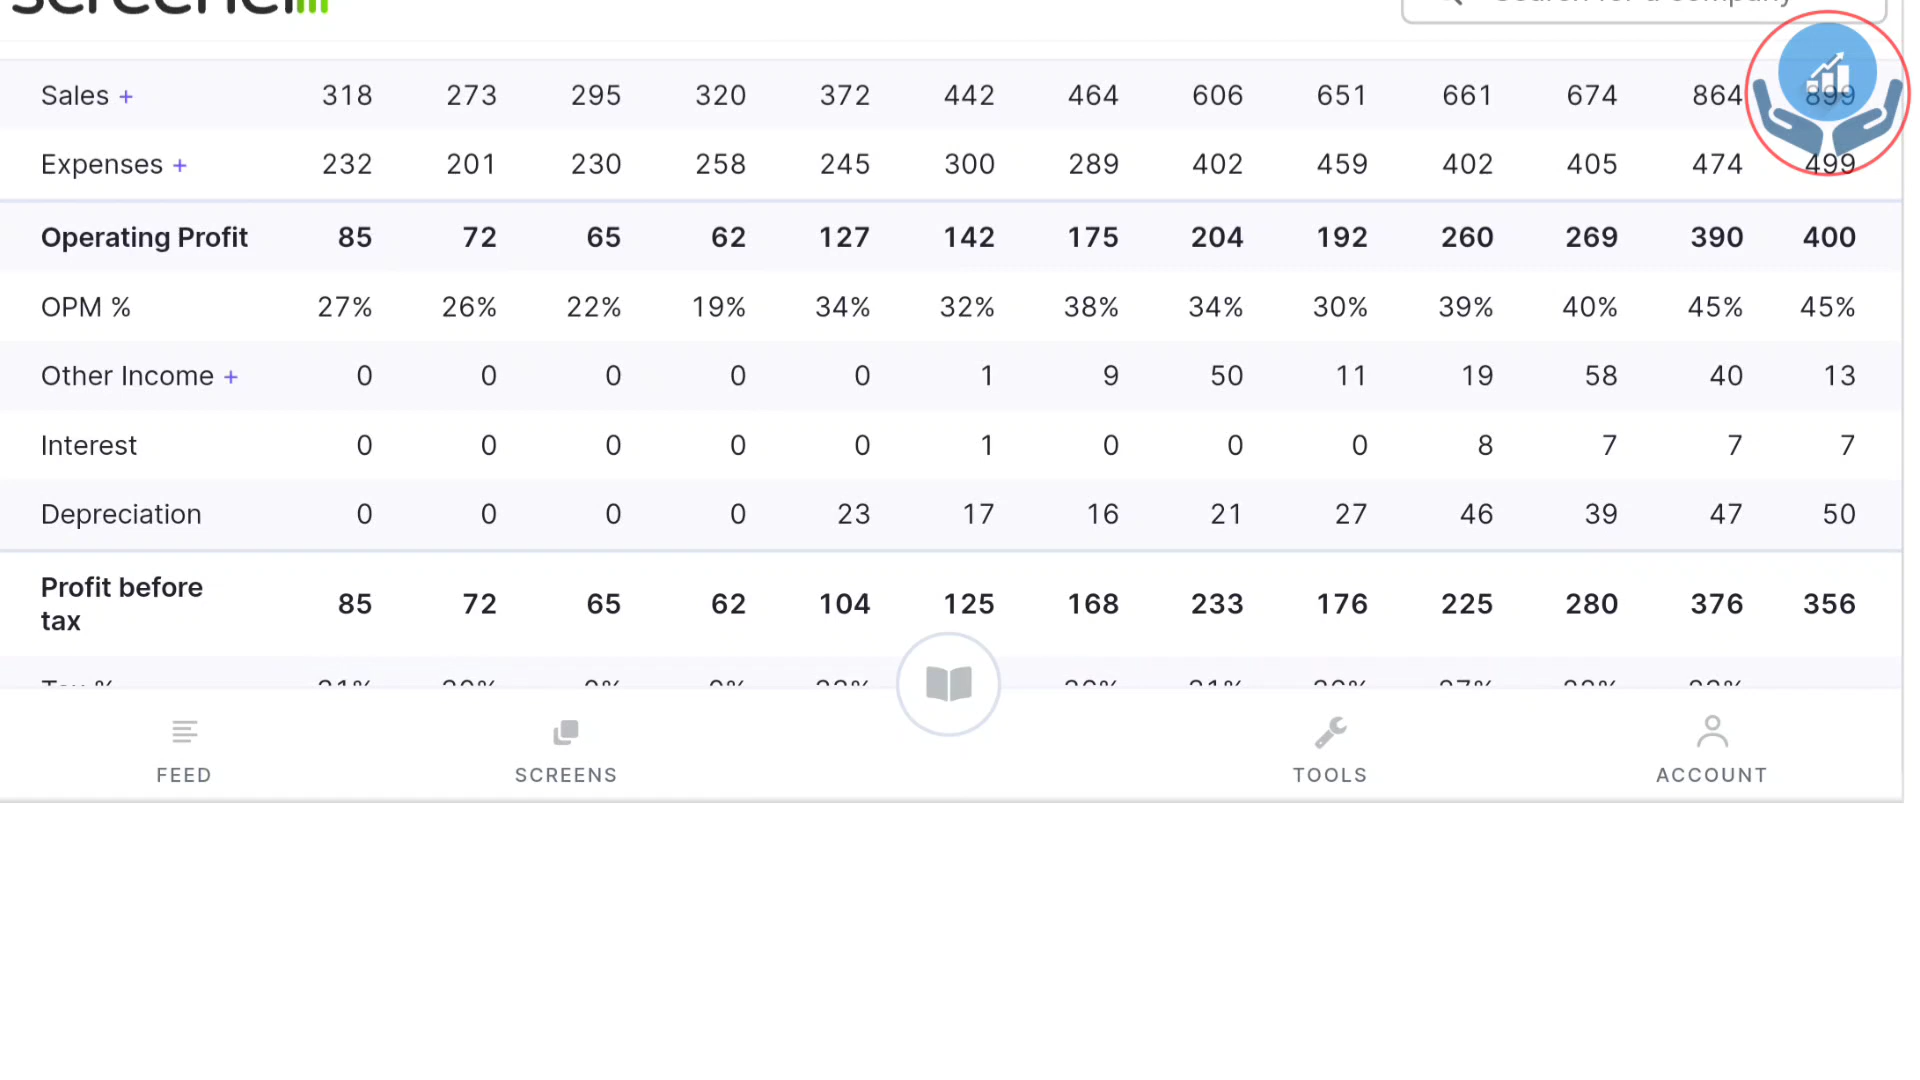 screener
Search for a company
Sales + 318 273 295 320 372 442 464 606 651 661 674 864 899
Expenses + 232 201 230 258 245 300 289 402 459 402 405 474 499
Operating Profit 85 72 65 62 127 142 175 204 192 260 269 390 400
OPM % 27% 26% 22% 19% 34% 32% 38% 34% 30% 39% 40% 45% 45%
Other Income + 0 0 0 0 0 1 9 50 11 19 58 40 13
Interest 0 0 0 0 0 1 0 0 0 8 7 7 7
Depreciation 0 0 0 0 23 17 16 21 27 46 39 47 50
Profit before
tax 85 72 65 62 104 125 168 233 176 225 280 376 356
Tax %
FEED SCREENS TOOLS ACCOUNT